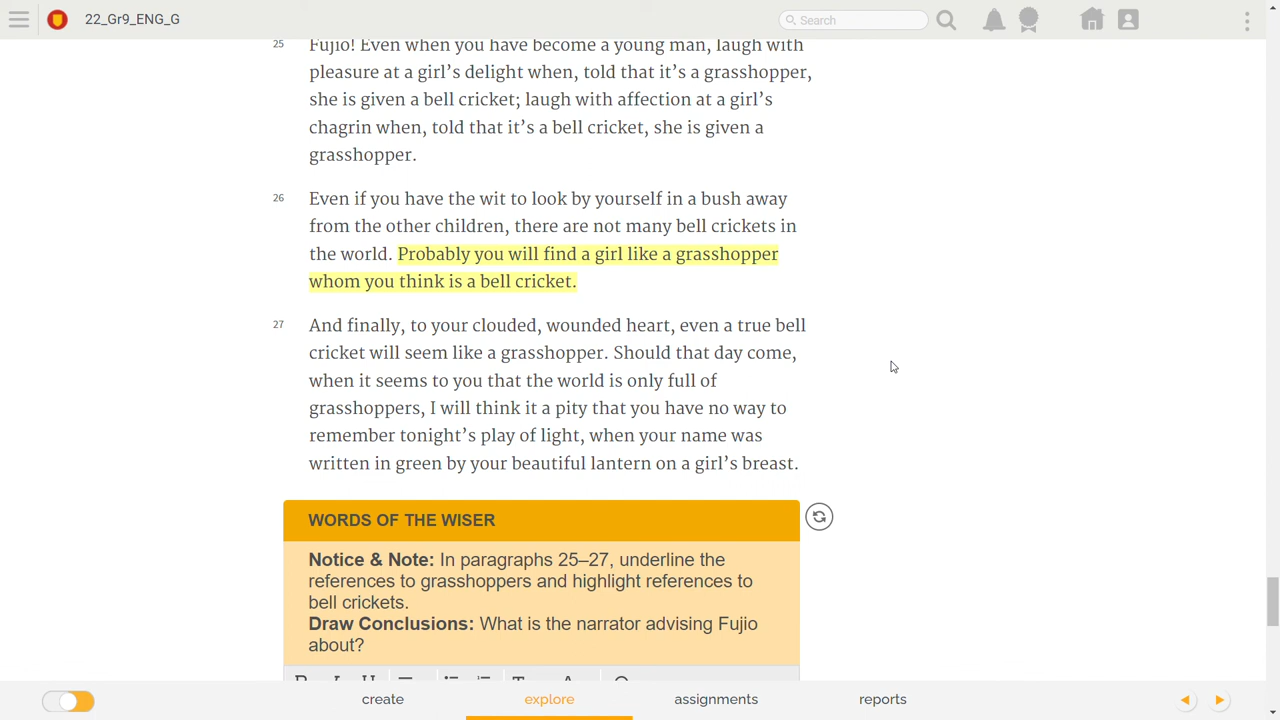 22_Gr9_ENG_G
Search
25 Fujio! Even when you have become a young man, laugh with
pleasure at a girl’s delight when, told that it’s a grasshopper,
she is given a bell cricket; laugh with affection at a girl’s
chagrin when, told that it’s a bell cricket, she is given a
grasshopper.
26 Even if you have the wit to look by yourself in a bush away
from the other children, there are not many bell crickets in
the world. Probably you will find a girl like a grasshopper
whom you think is a bell cricket.
27 And finally, to your clouded, wounded heart, even a true bell
cricket will seem like a grasshopper. Should that day come,
when it seems to you that the world is only full of
grasshoppers, I will think it a pity that you have no way to
remember tonight’s play of light, when your name was
written in green by your beautiful lantern on a girl’s breast.
WORDS OF THE WISER
Notice & Note: In paragraphs 25–27, underline the
references to grasshoppers and highlight references to
bell crickets.
Draw Conclusions: What is the narrator advising Fujio
about?
create explore assignments reports